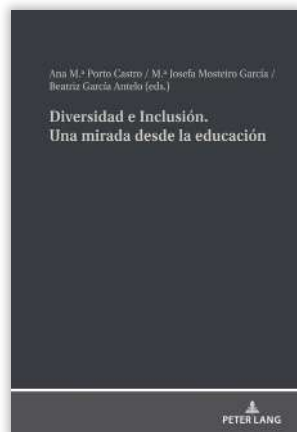 Ana M.ª Porto Castro / M.ª Josefa Mosteiro García /
Beatriz García Antelo (eds.)
Diversidad e Inclusión.
Una mirada desde la educación
PETER LANG